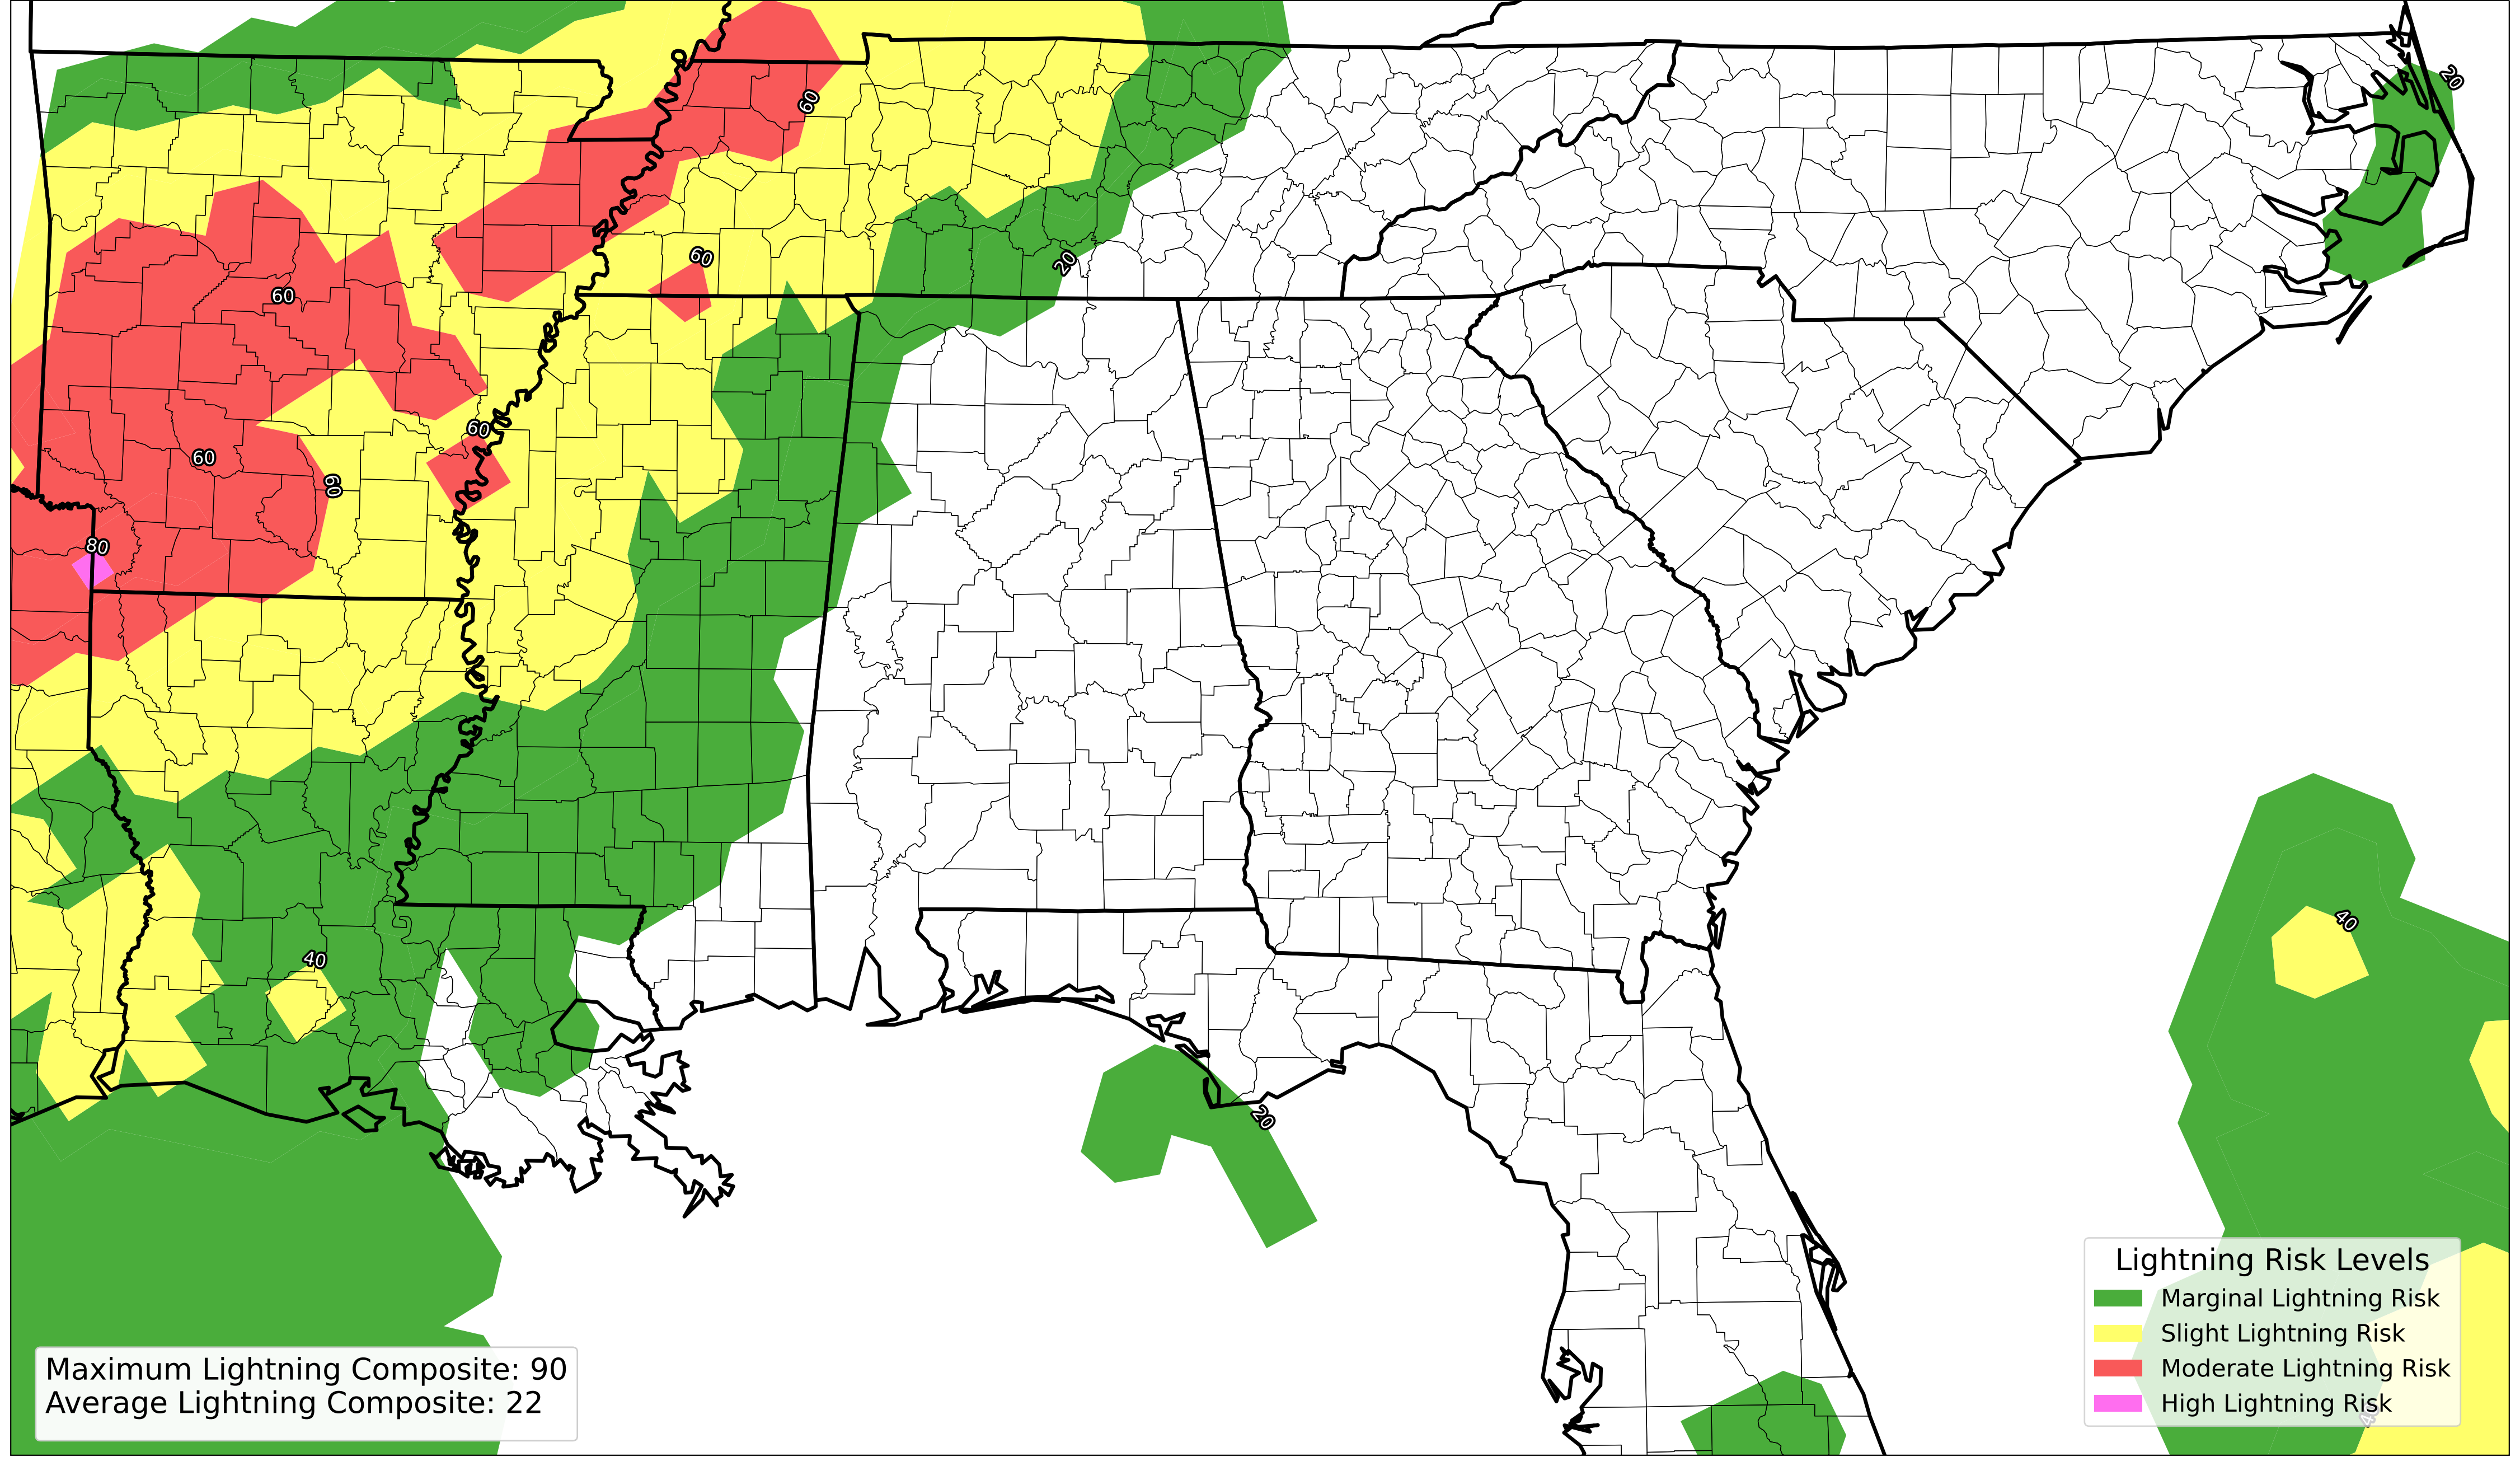 20
60
20
60
60
60
60
60
80
40
40
20
Lightning Risk Levels
Marginal Lightning Risk
Slight Lightning Risk
Moderate Lightning Risk
High Lightning Risk
Maximum Lightning Composite: 90
Average Lightning Composite: 22
40